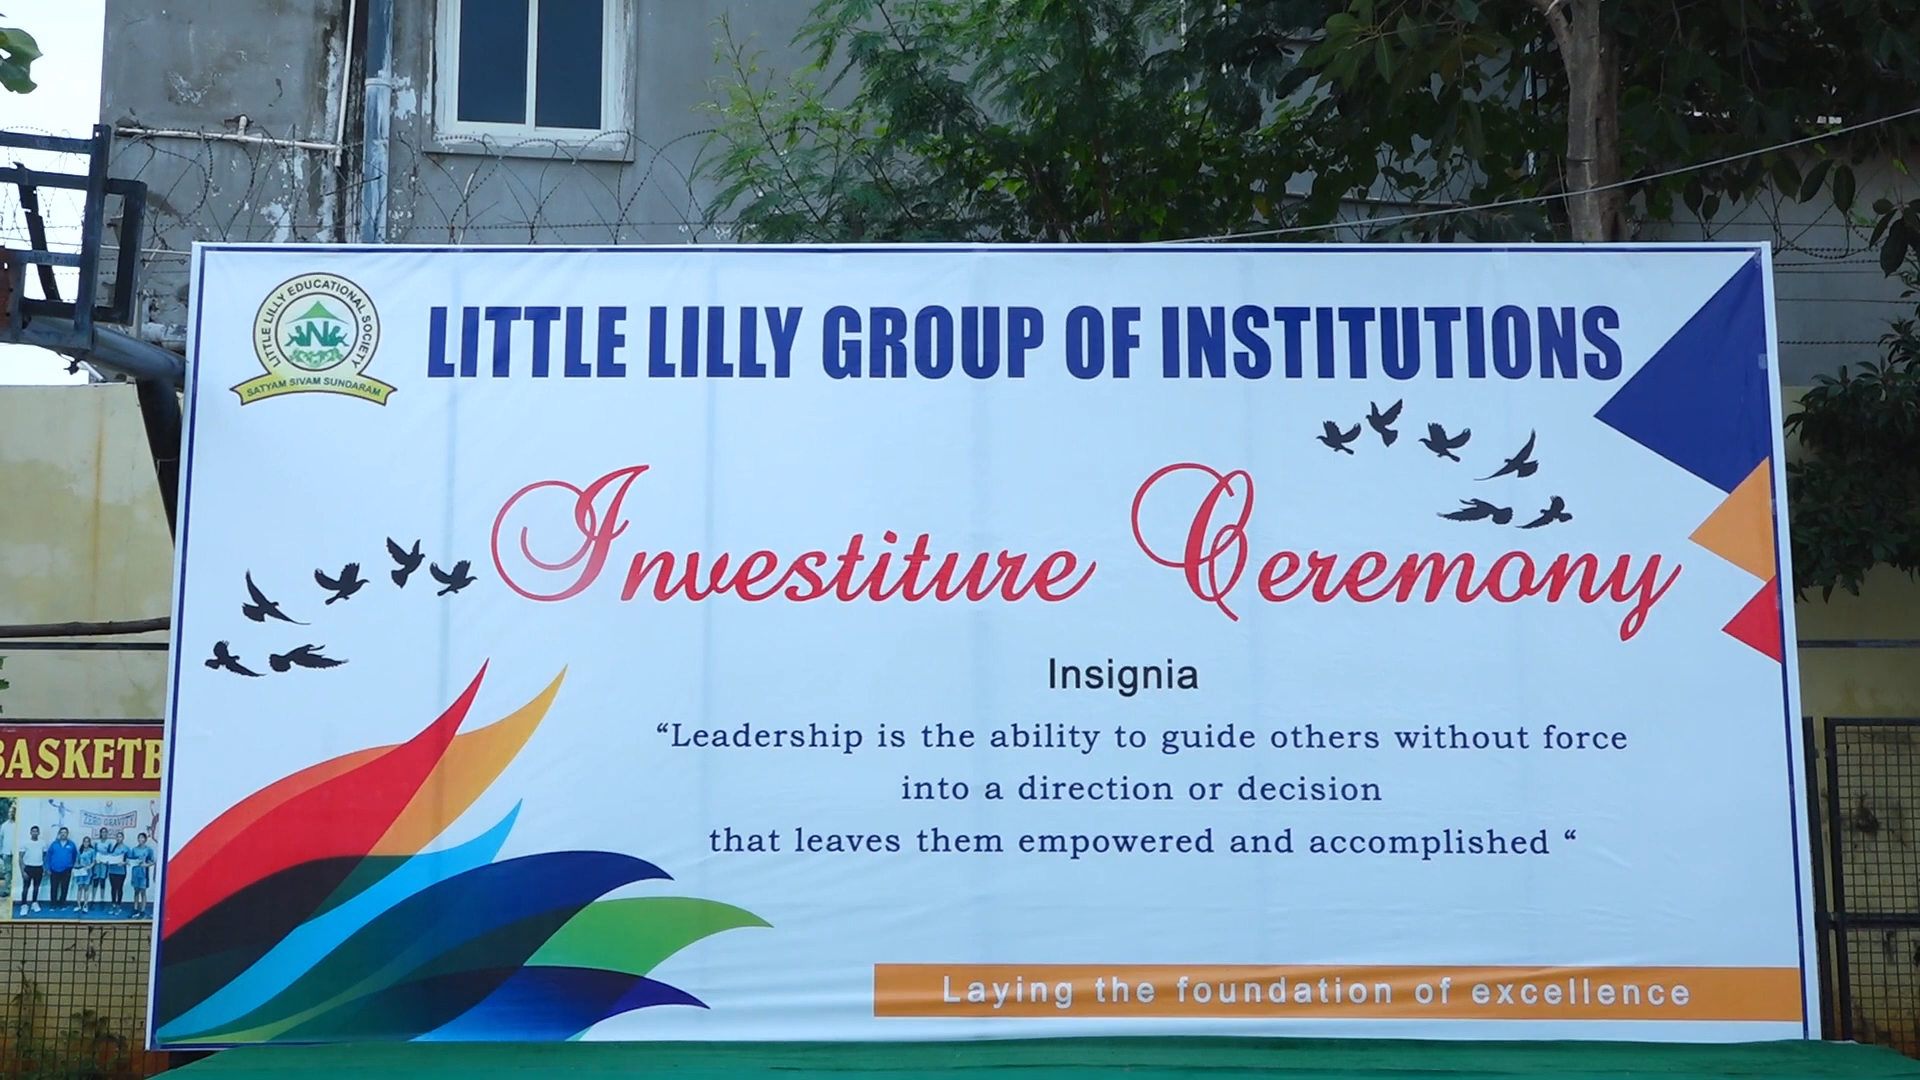 LITTLE LILLY EDUCATIONAL SOCIETY
SATYAM SIVAM SUNDARAM
LITTLE LILLY GROUP OF INSTITUTIONS
Investiture Ceremony
Insignia
“Leadership is the ability to guide others without force
into a direction or decision
that leaves them empowered and accomplished “
Laying the foundation of excellence
BASKETB
ZERO GRAVITY